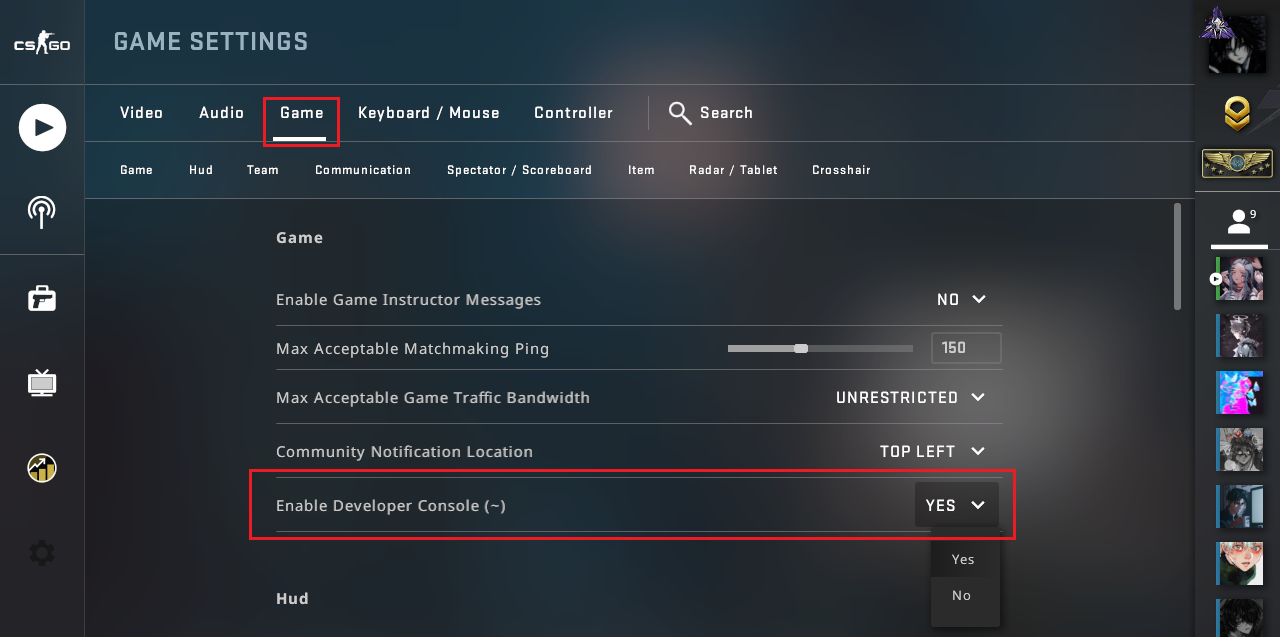 CS GO
GAME SETTINGS
Video Audio Game Keyboard / Mouse Controller Search
Game Hud Team Communication Spectator / Scoreboard Item Radar / Tablet Crosshair
9
Game
Enable Game Instructor Messages NO
Max Acceptable Matchmaking Ping 150
Max Acceptable Game Traffic Bandwidth UNRESTRICTED
Community Notification Location TOP LEFT
Enable Developer Console (~) YES
Yes
No
Hud